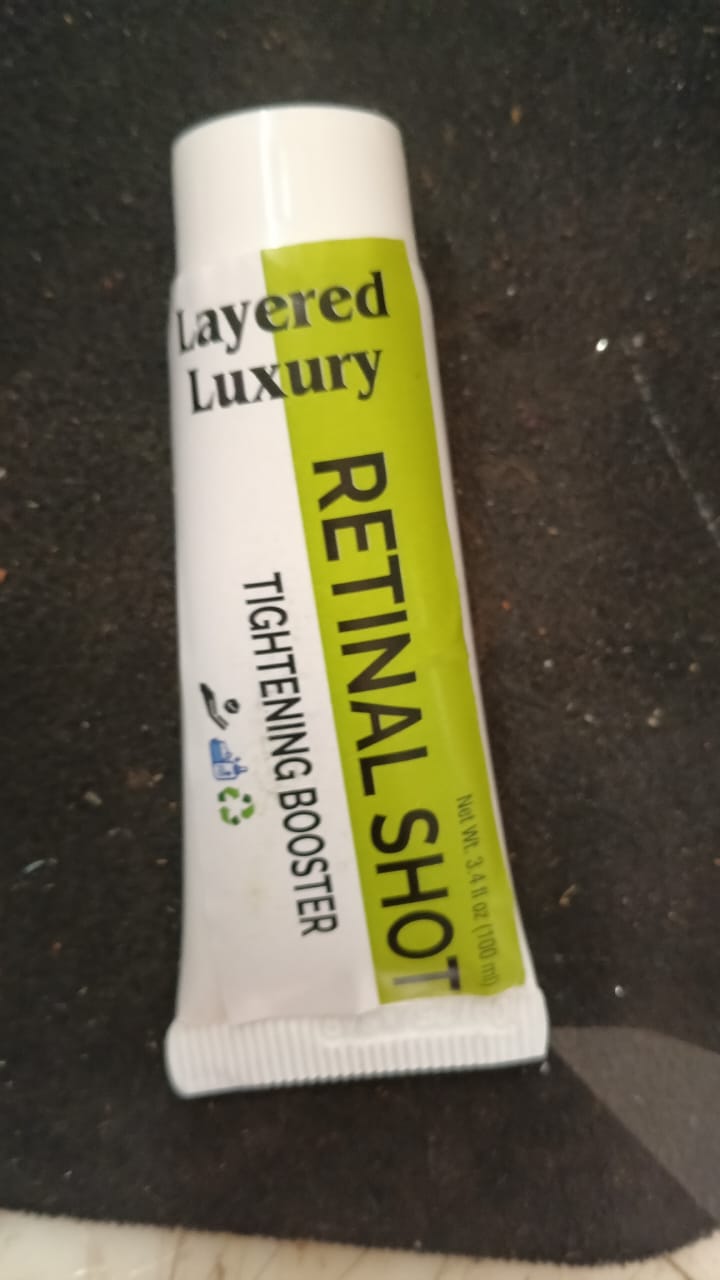 Layered
Luxury
RETINAL SHOT
TIGHTENING BOOSTER
Net Wt. 3.4 fl oz (100 ml)